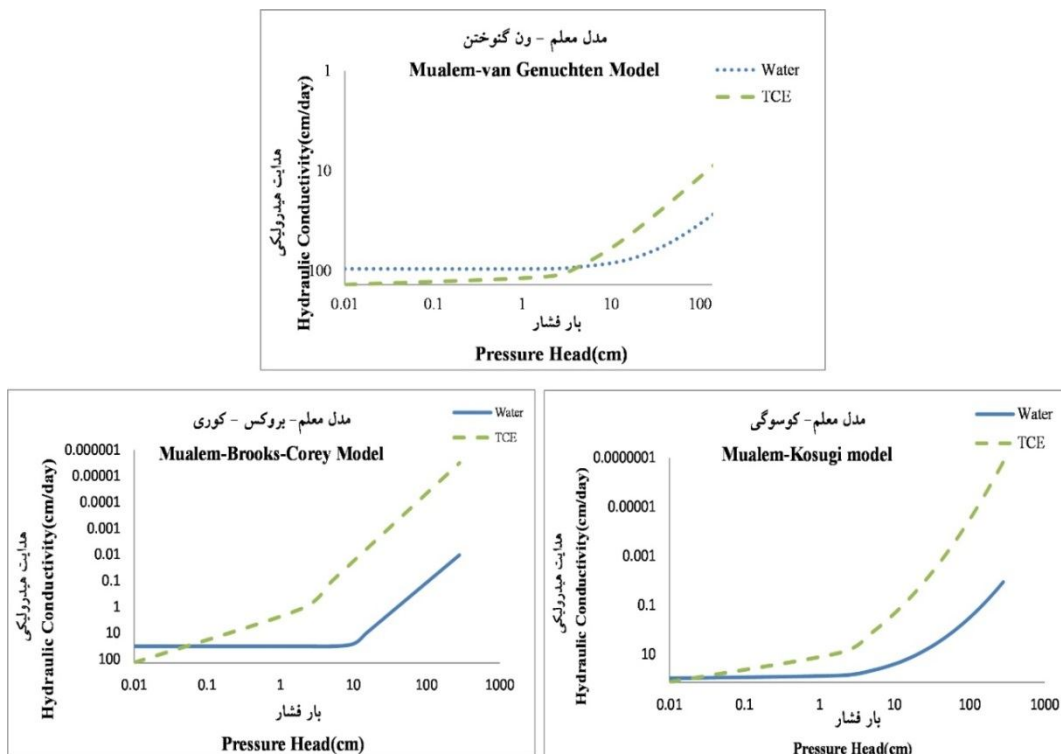 مدل معلم - ون گنوختن
Mualem-van Genuchten Model
Water
TCE
هدایت هیدرولیکی
Hydraulic Conductivity(cm/day)
1
10
100
0.01 0.1 1 10 100
بار فشار
Pressure Head(cm)
مدل معلم- بروکس - کوری
Mualem-Brooks-Corey Model
Water
TCE
هدایت هیدرولیکی
Hydraulic Conductivity(cm/day)
0.000001
0.00001
0.0001
0.001
0.01
0.1
1
10
100
0.01 0.1 1 10 100 1000
بار فشار
Pressure Head(cm)
مدل معلم- کوسوگی
Mualem-Kosugi model
Water
TCE
هدایت هیدرولیکی
Hydraulic Conductivity(cm/day)
0.0000001
0.00001
0.001
0.1
10
0.01 0.1 1 10 100 1000
بار فشار
Pressure Head(cm)